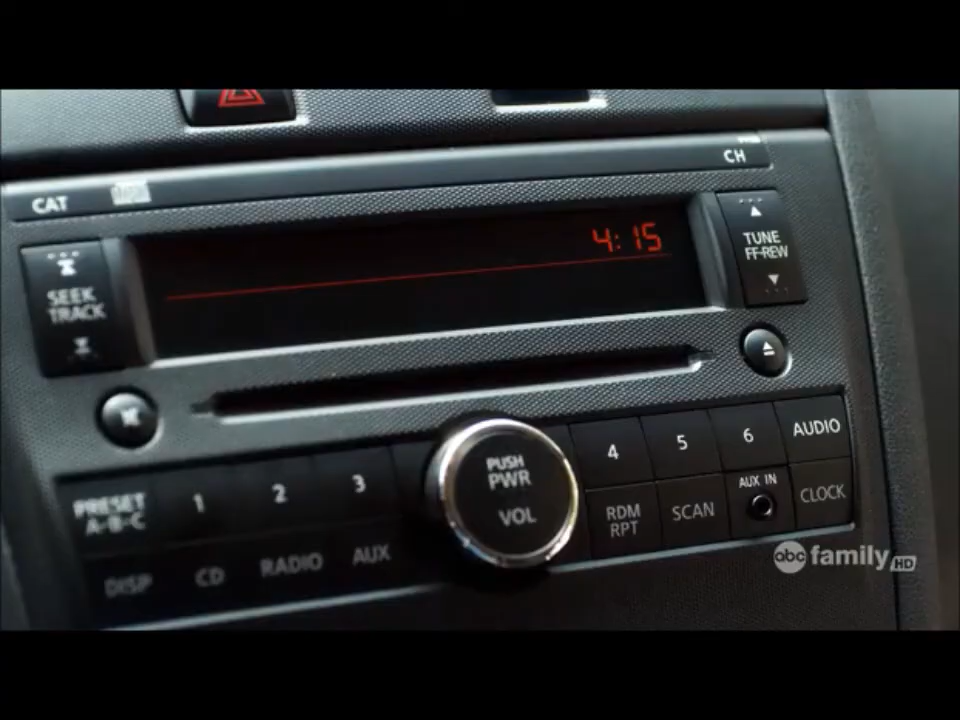 CAT
CH
4:15
SEEK
TRACK
TUNE
FF-REW
PUSH
PWR
VOL
PRESET
A-B-C
1
2
3
4
5
6
AUDIO
DISP
CD
RADIO
AUX
RDM
RPT
SCAN
AUX IN
CLOCK
abc family HD